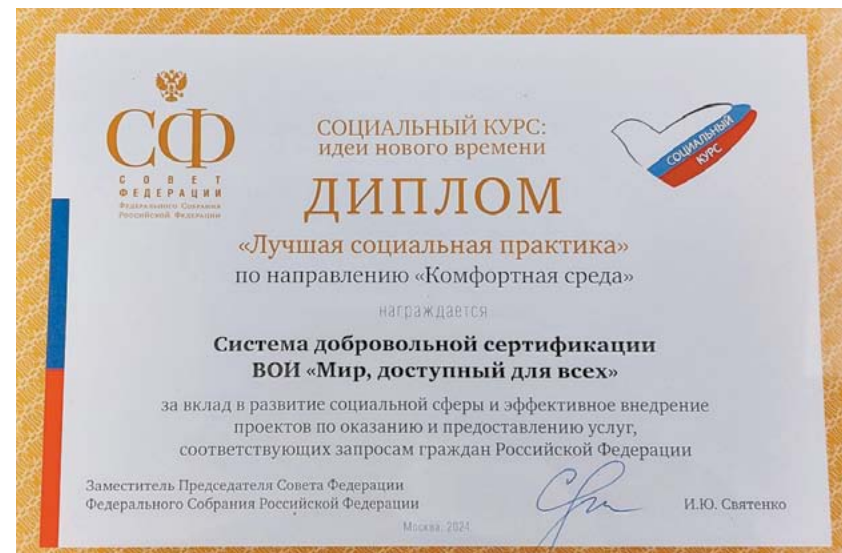 СФ
СОВЕТ
ФЕДЕРАЦИИ
Федерального Собрания
Российской Федерации
СОЦИАЛЬНЫЙ КУРС:
идеи нового времени
СОЦИАЛЬНЫЙ
КУРС
ДИПЛОМ
«Лучшая социальная практика»
по направлению «Комфортная среда»
награждается
Система добровольной сертификации
ВОИ «Мир, доступный для всех»
за вклад в развитие социальной сферы и эффективное внедрение
проектов по оказанию и предоставлению услуг,
соответствующих запросам граждан Российской Федерации
Заместитель Председателя Совета Федерации
Федерального Собрания Российской Федерации
И.Ю. Святенко
Москва, 2024